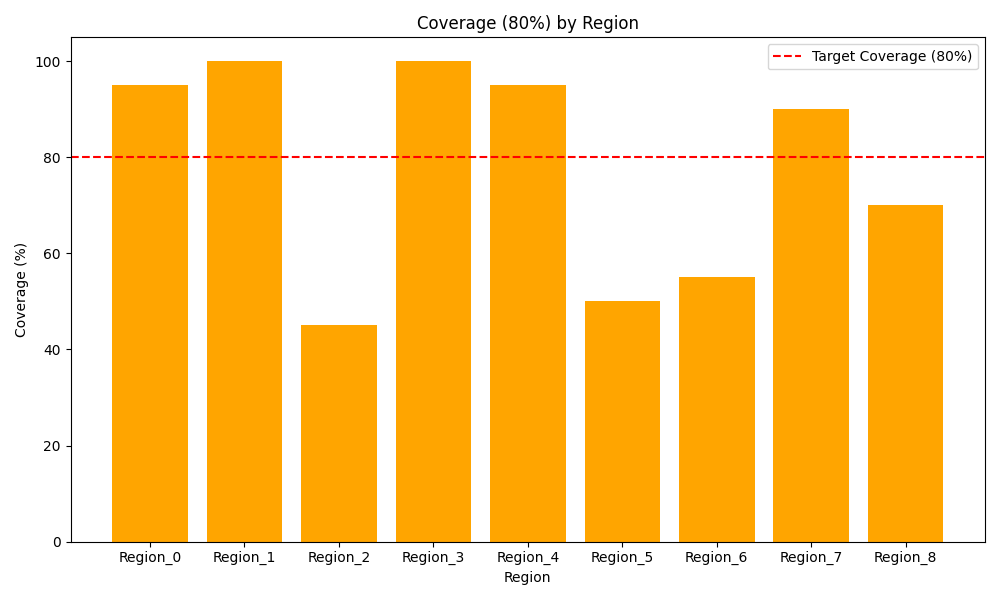 Coverage (80%) by Region
Target Coverage (80%)
Coverage (%)
100
80
60
40
20
0
Region_0 Region_1 Region_2 Region_3 Region_4 Region_5 Region_6 Region_7 Region_8
Region